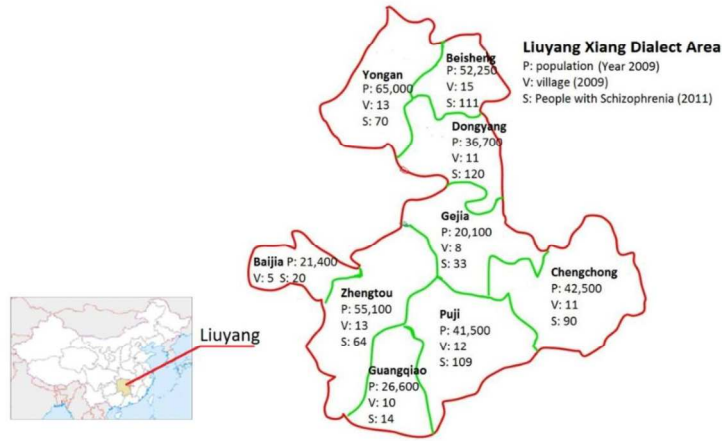 Liuyang Xiang Dialect Area
P: population (Year 2009)
V: village (2009)
S: People with Schizophrenia (2011)
Yongan
P: 65,000
V: 13
S: 70
Beisheng
P: 52,250
V: 15
S: 111
Dongyang
P: 36,700
V: 11
S: 120
Gejia
P: 20,100
V: 8
S: 33
Baijia P: 21,400
V: 5 S: 20
Zhengtou
P: 55,100
V: 13
S: 64
Chengchong
P: 42,500
V: 11
S: 90
Puji
P: 41,500
V: 12
S: 109
Guangqiao
P: 26,600
V: 10
S: 14
Liuyang